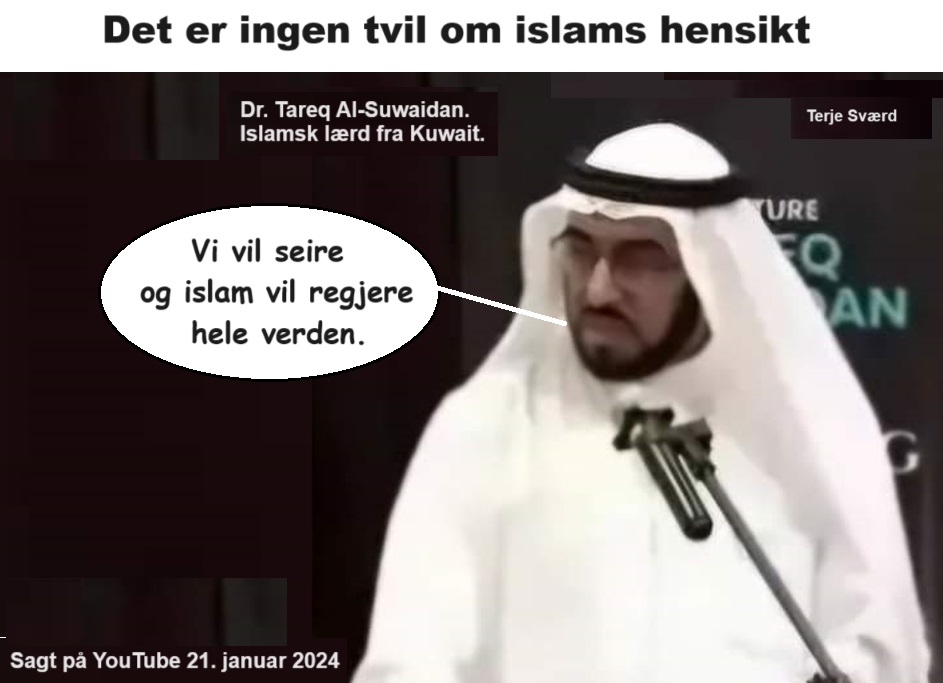 Det er ingen tvil om islams hensikt
Dr. Tareq Al-Suwaidan.
Islamsk lærd fra Kuwait.
Terje Sværd
TURE
EQ
DAN
G
Vi vil seire
og islam vil regjere
hele verden.
Sagt på YouTube 21. januar 2024